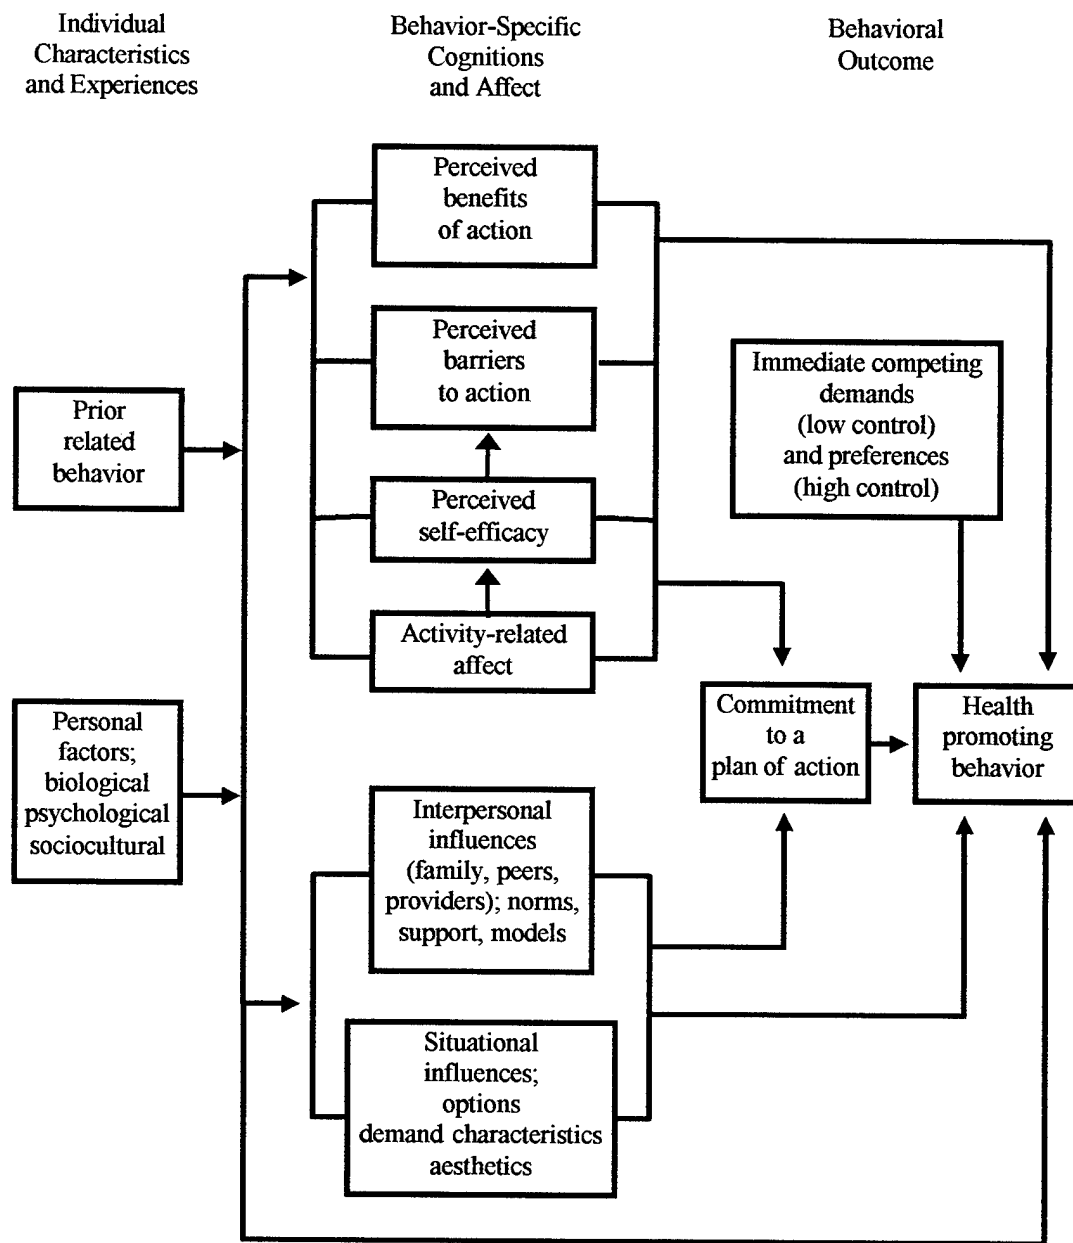 Individual
Characteristics
and Experiences
Behavior-Specific
Cognitions
and Affect
Behavioral
Outcome
Perceived
benefits
of action
Perceived
barriers
to action
Immediate competing
demands
(low control)
and preferences
(high control)
Prior
related
behavior
Perceived
self-efficacy
Activity-related
affect
Commitment
to a
plan of action
Health
promoting
behavior
Personal
factors;
biological
psychological
sociocultural
Interpersonal
influences
(family, peers,
providers); norms,
support, models
Situational
influences;
options
demand characteristics
aesthetics